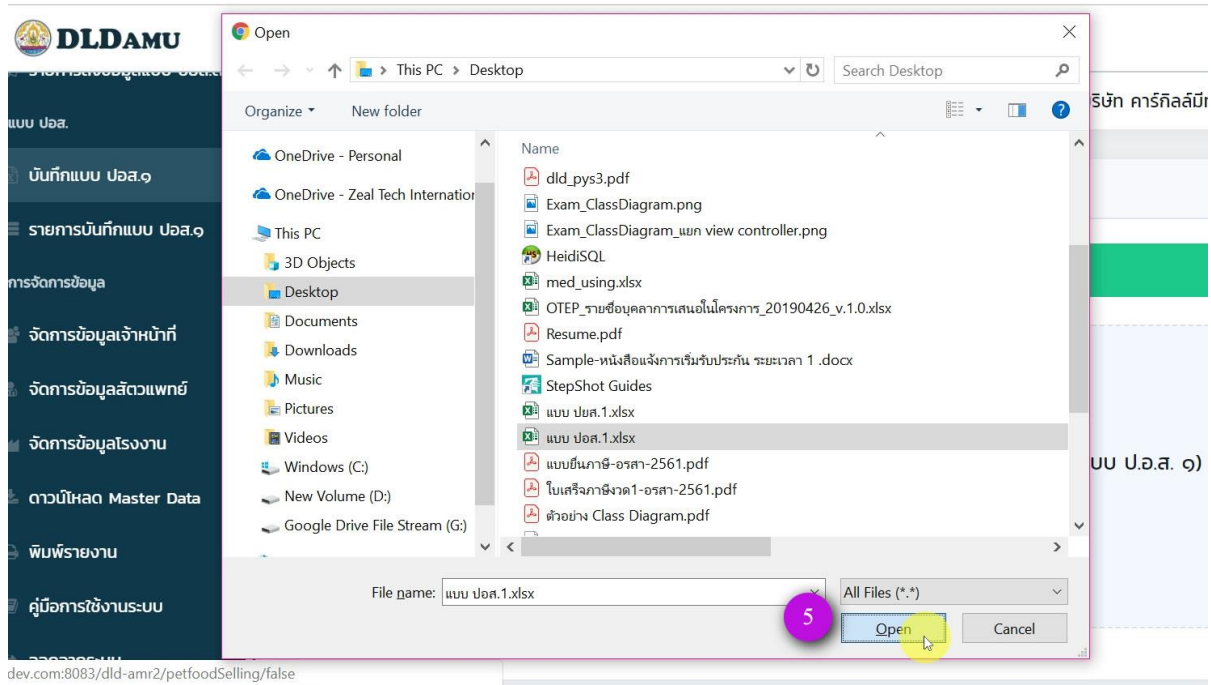 DLDAMU
แบบ ปอส.
บันทึกแบบ ปอส.๑
รายการบันทึกแบบ ปอส.๑
การจัดการข้อมูล
จัดการข้อมูลเจ้าหน้าที่
จัดการข้อมูลสัตวแพทย์
จัดการข้อมูลโรงงาน
ดาวน์โหลด Master Data
พิมพ์รายงาน
คู่มือการใช้งานระบบ
dev.com:8083/dld-amr2/petfoodSelling/false
Open
This PC > Desktop
Search Desktop
Organize
New folder
OneDrive - Personal
OneDrive - Zeal Tech Internation
This PC
3D Objects
Desktop
Documents
Downloads
Music
Pictures
Videos
Windows (C:)
New Volume (D:)
Google Drive File Stream (G:)
Name
dld_pys3.pdf
Exam_ClassDiagram.png
Exam_ClassDiagram_แยก view controller.png
HeidiSQL
med_using.xlsx
OTEP_รายชื่อบุคลาการเสนอในโครงการ_20190426_v.1.0.xlsx
Resume.pdf
Sample-หนังสือแจ้งการเริ่มรับประกัน ระยะเวลา 1 .docx
StepShot Guides
แบบ ปยส.1.xlsx
แบบ ปอส.1.xlsx
แบบยื่นภาษี-อรสา-2561.pdf
ใบเสร็จภาษีงวด1-อรสา-2561.pdf
ตัวอย่าง Class Diagram.pdf
File name: แบบ ปอส.1.xlsx
All Files (*.*)
5
Open
Cancel
ริษัท คาร์กิลล์มี
บบ ป.อ.ส. ๑)